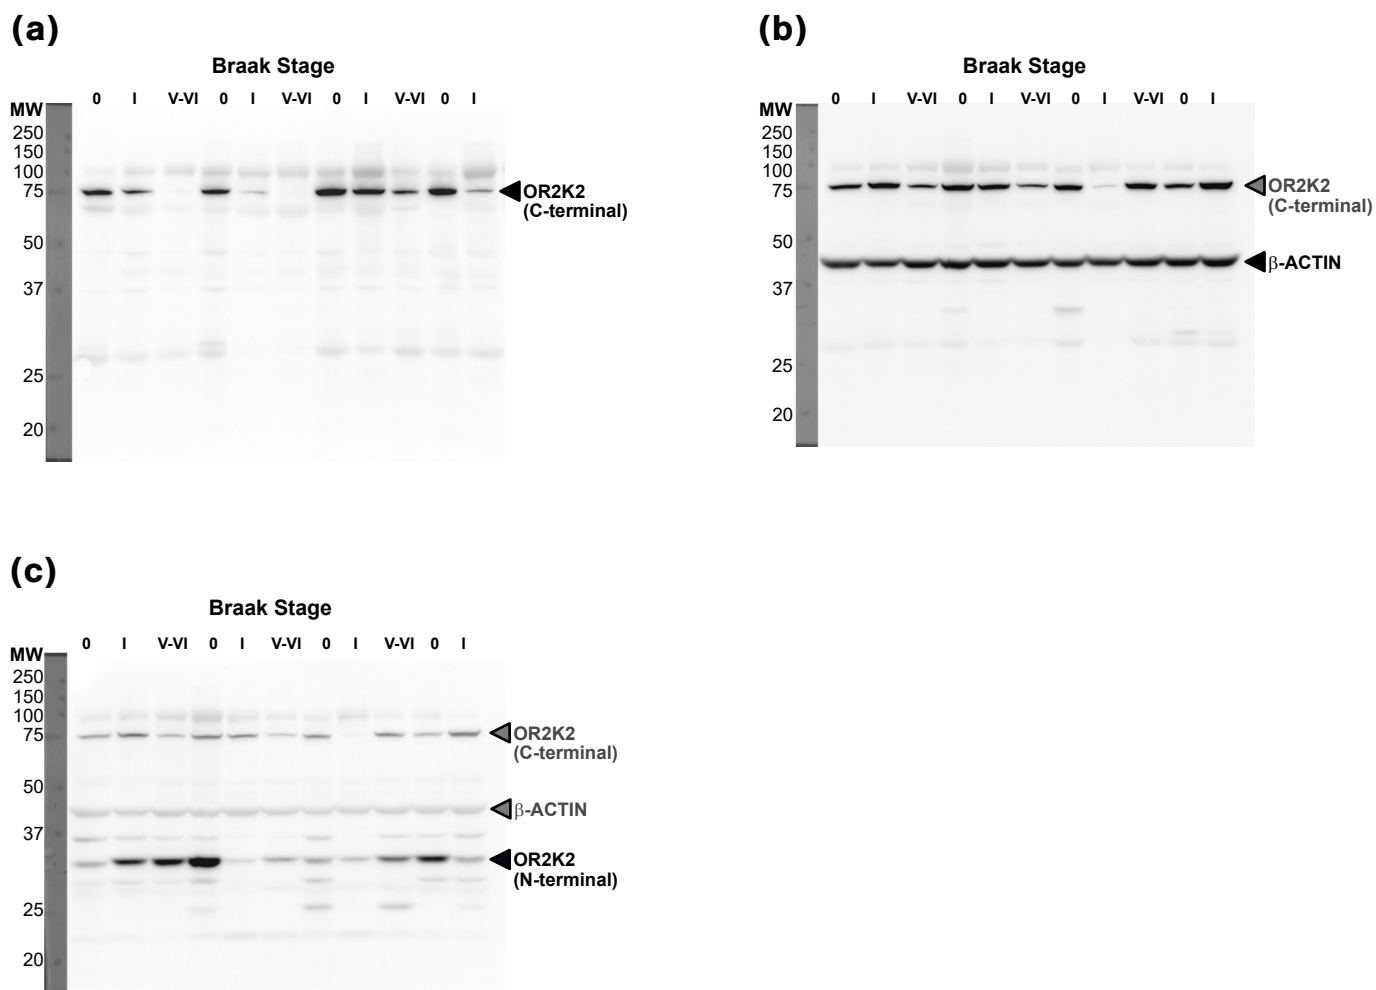 (a)
Braak Stage
0 I V-VI 0 I V-VI 0 I V-VI 0 I
MW
250
150
100
75
50
37
25
20
OR2K2
(C-terminal)
(b)
Braak Stage
0 I V-VI 0 I V-VI 0 I V-VI 0 I
MW
250
150
100
75
50
37
25
20
OR2K2
(C-terminal)
β-ACTIN
(c)
Braak Stage
0 I V-VI 0 I V-VI 0 I V-VI 0 I
MW
250
150
100
75
50
37
25
20
OR2K2
(C-terminal)
β-ACTIN
OR2K2
(N-terminal)